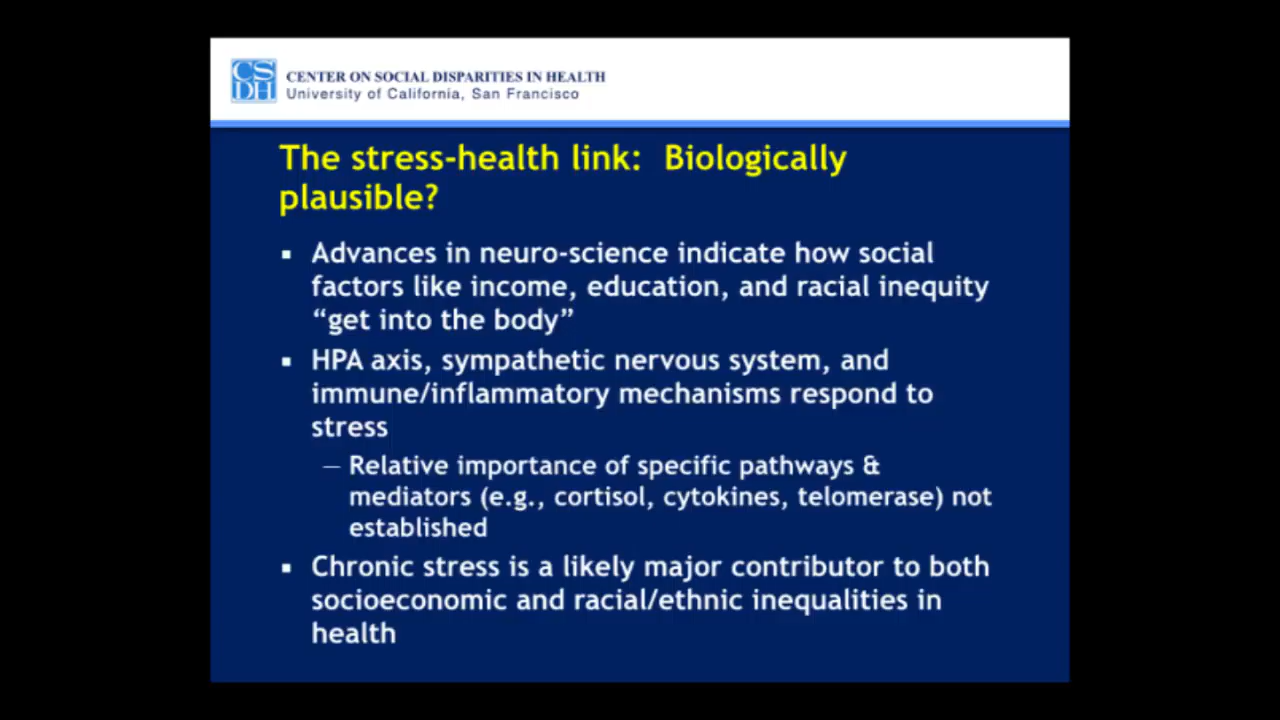 CS
DH
CENTER ON SOCIAL DISPARITIES IN HEALTH
University of California, San Francisco
The stress-health link:  Biologically
plausible?
▪ Advances in neuro-science indicate how social
factors like income, education, and racial inequity
“get into the body”
▪ HPA axis, sympathetic nervous system, and
immune/inflammatory mechanisms respond to
stress
– Relative importance of specific pathways &
mediators (e.g., cortisol, cytokines, telomerase) not
established
▪ Chronic stress is a likely major contributor to both
socioeconomic and racial/ethnic inequalities in
health